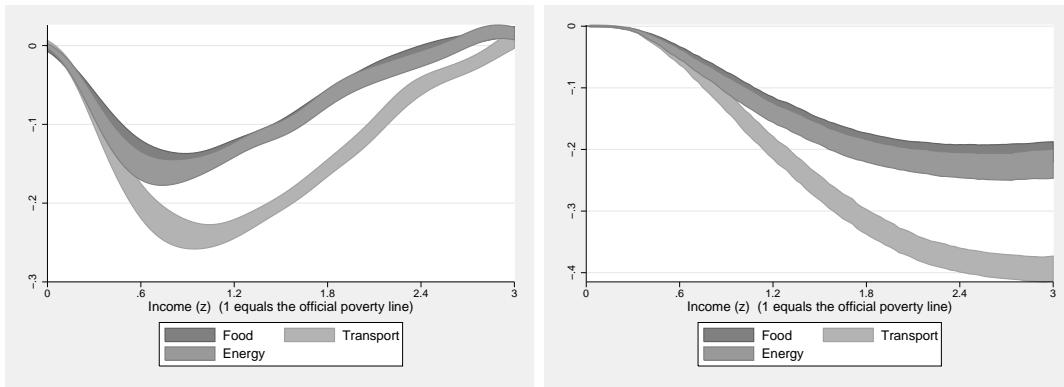 0
-.1
-.2
-.3
0 .6 1.2 1.8 2.4 3
Income (z) (1 equals the official poverty line)
Food Transport
Energy
0
-.1
-.2
-.3
-.4
0 .6 1.2 1.8 2.4 3
Income (z) (1 equals the official poverty line)
Food Transport
Energy